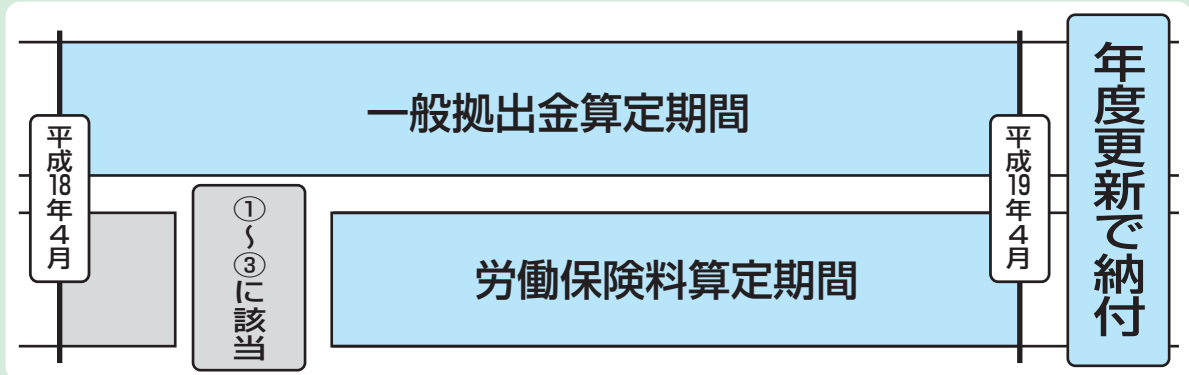 一般拠出金算定期間
平成18年4月
①～③に該当
労働保険料算定期間
平成19年4月
年度更新で納付